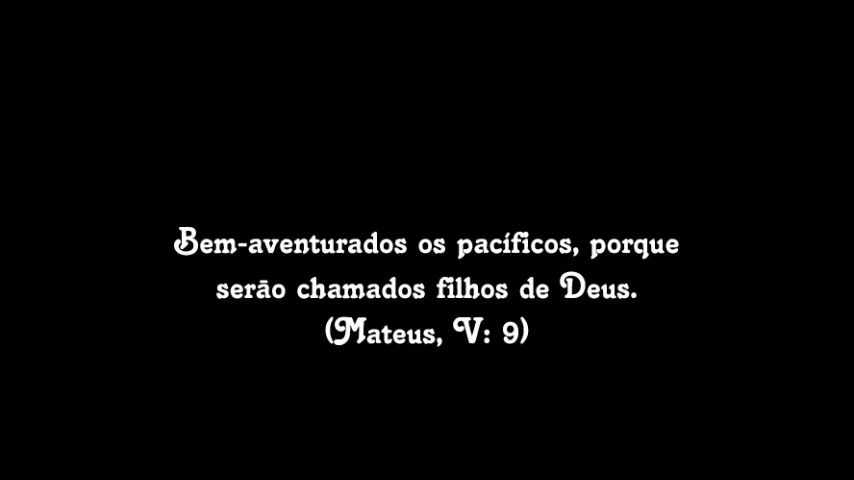 Bem-aventurados os pacíficos, porque
serão chamados filhos de Deus.
(Mateus, V: 9)